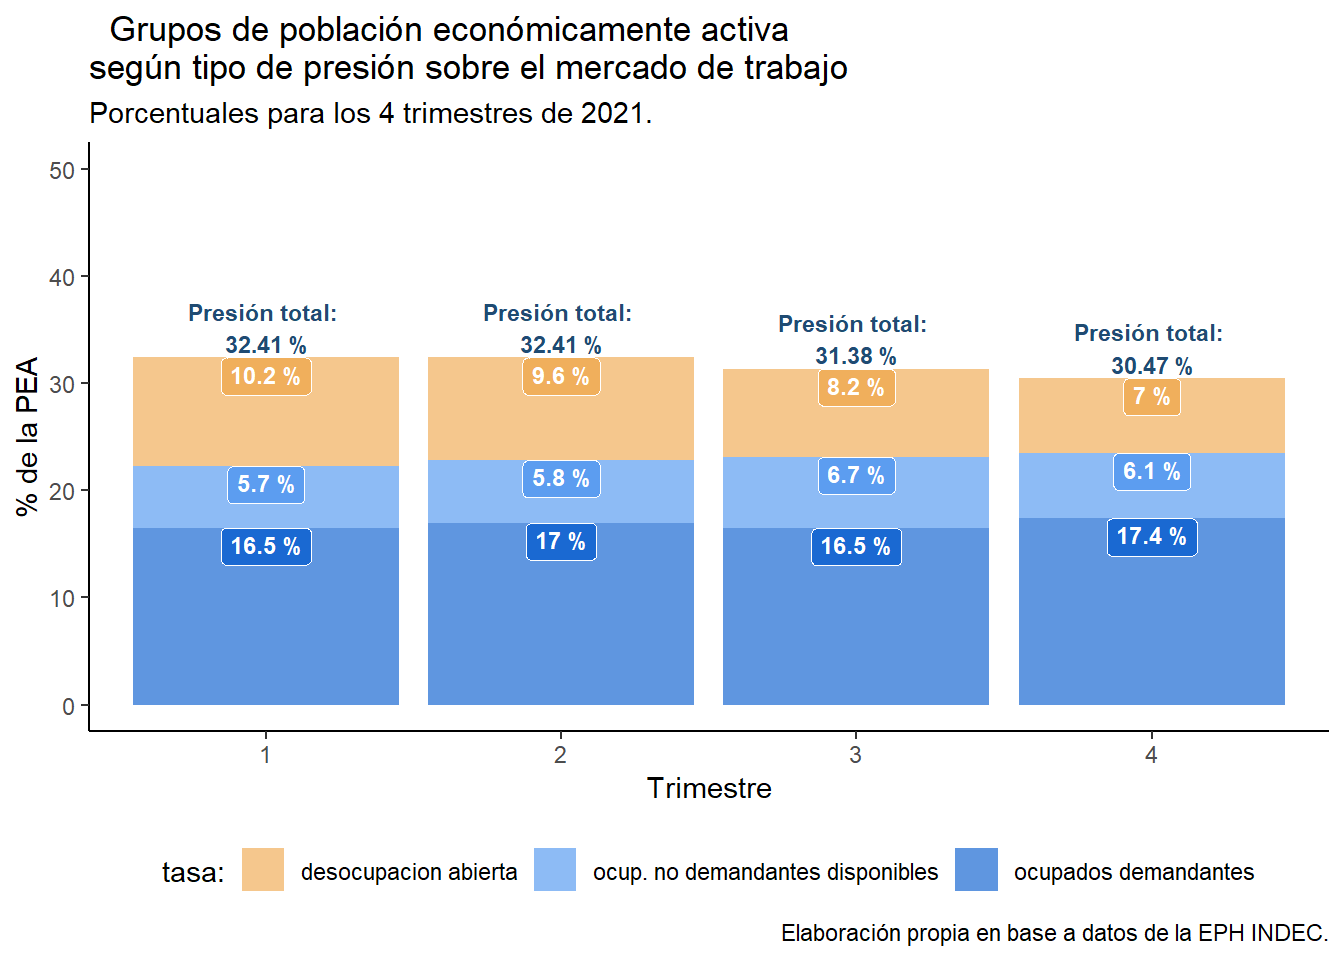 Grupos de población económicamente activa
según tipo de presión sobre el mercado de trabajo
Porcentuales para los 4 trimestres de 2021.
% de la PEA
50
40
30
20
10
0
Presión total:
32.41 %
10.2 %
5.7 %
16.5 %
Presión total:
32.41 %
9.6 %
5.8 %
17 %
Presión total:
31.38 %
8.2 %
6.7 %
16.5 %
Presión total:
30.47 %
7 %
6.1 %
17.4 %
1 2 3 4
Trimestre
tasa: desocupacion abierta ocup. no demandantes disponibles ocupados demandantes
Elaboración propia en base a datos de la EPH INDEC.